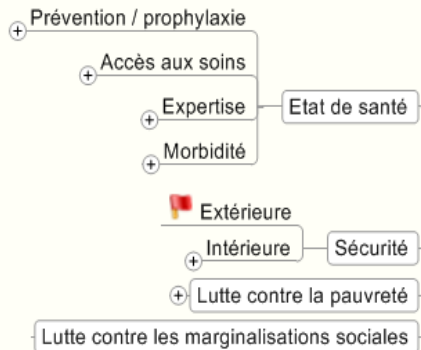 Prévention / prophylaxie
Accès aux soins
Expertise
Etat de santé
Morbidité
Extérieure
Intérieure
Sécurité
Lutte contre la pauvreté
Lutte contre les marginalisations sociales